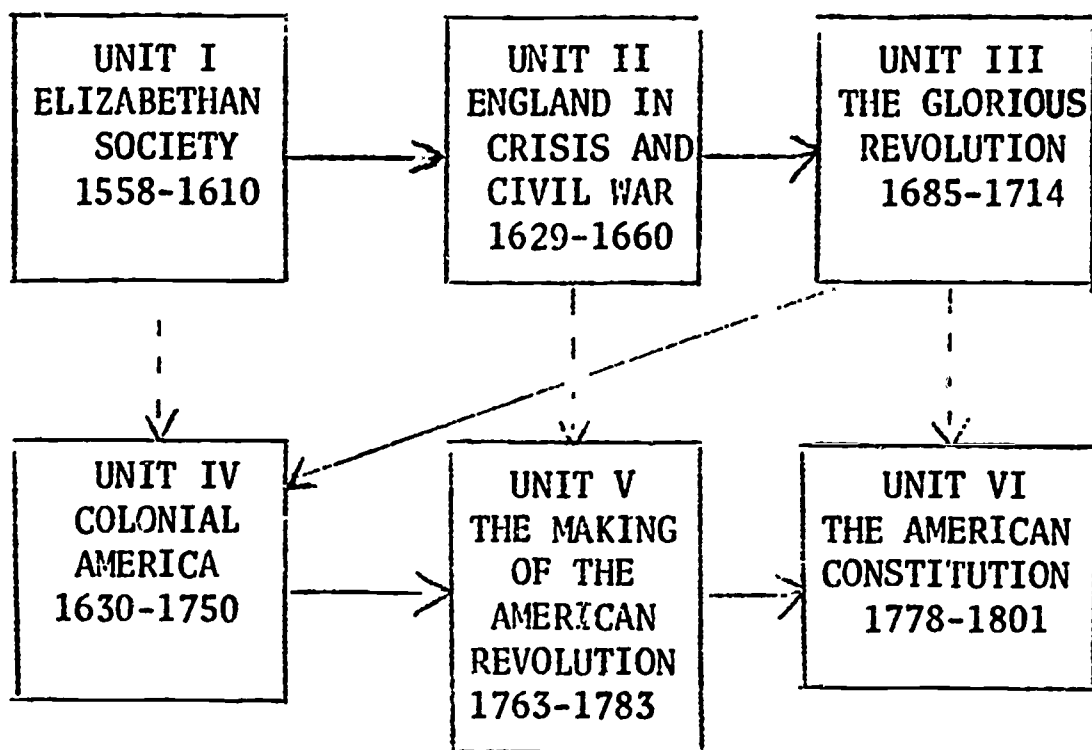 UNIT I
ELIZABETHAN
SOCIETY
1558-1610
UNIT II
ENGLAND IN
CRISIS AND
CIVIL WAR
1629-1660
UNIT III
THE GLORIOUS
REVOLUTION
1685-1714
UNIT IV
COLONIAL
AMERICA
1630-1750
UNIT V
THE MAKING
OF THE
AMERICAN
REVOLUTION
1763-1783
UNIT VI
THE AMERICAN
CONSTITUTION
1778-1801